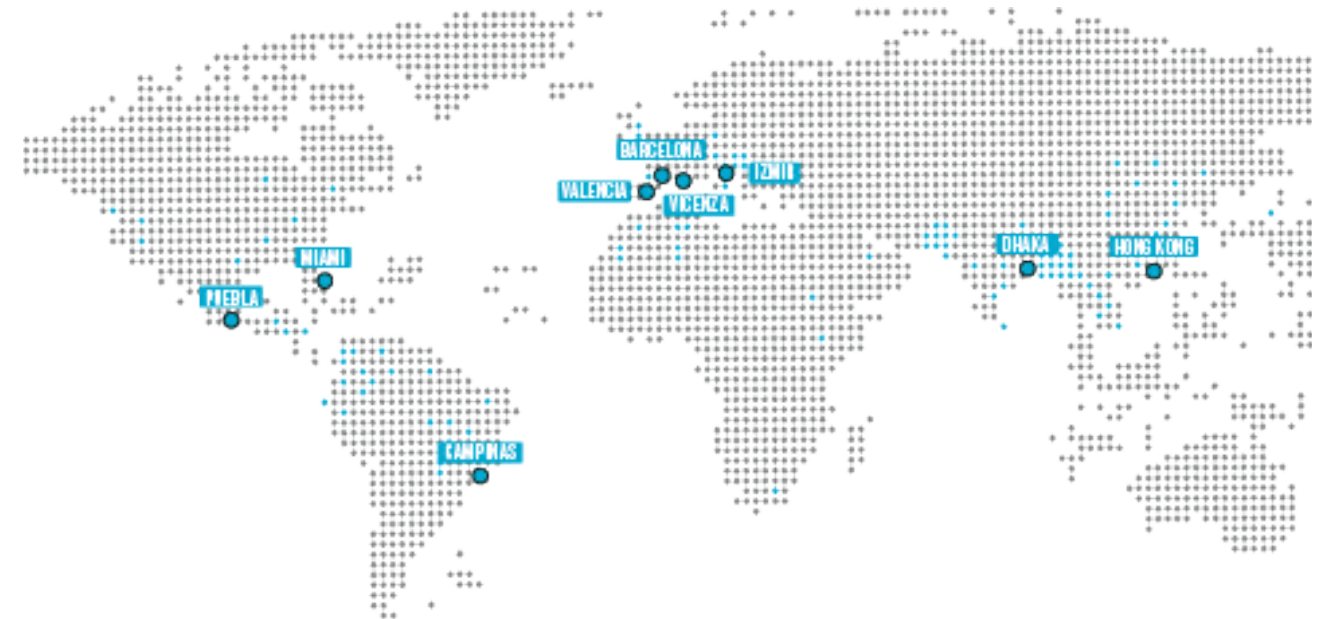 BARCELONA
VALENCIA
IZMIR
VICENZA
MIAMI
DHAKA
HONG KONG
PUEBLA
CAMPINAS